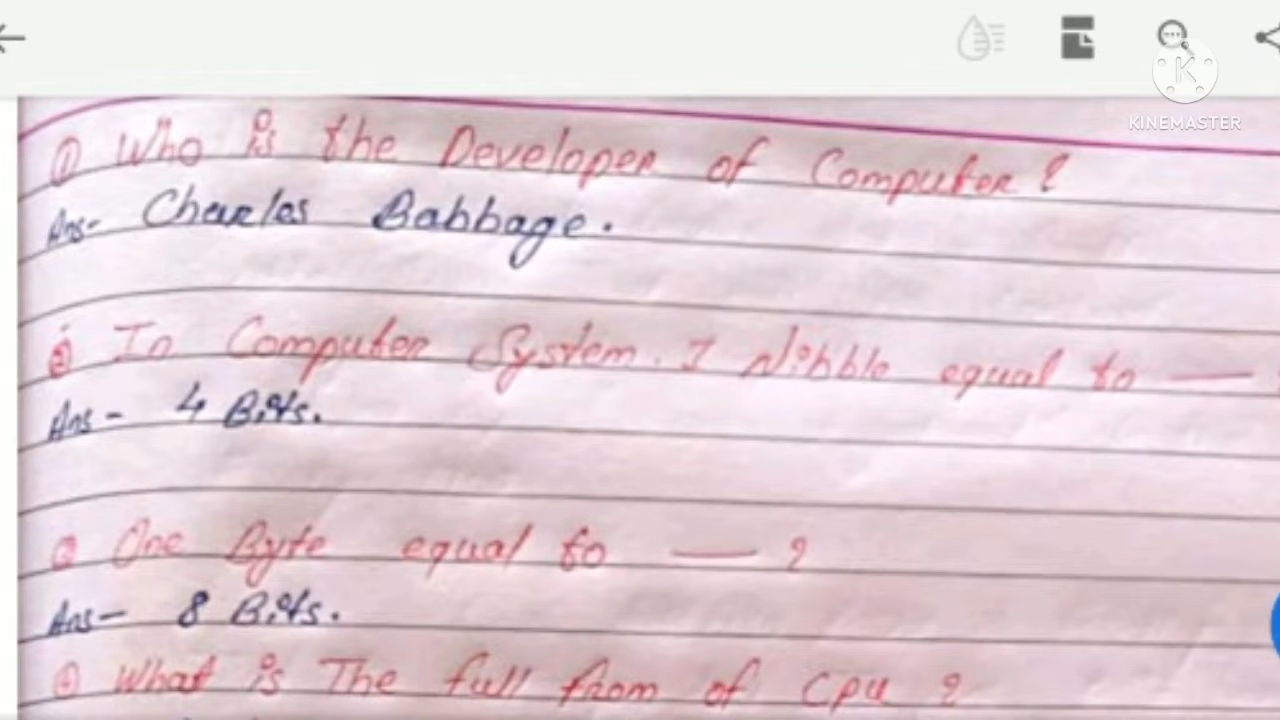 KINEMASTER
① Who is the Developer of Computer?
Ans- Charles Babbage.
② In Computer System. 1 Nibble equal to —
Ans- 4 Bits.
③ One Byte equal to — ?
Ans- 8 Bits.
④ What is The full from of Cpu ?